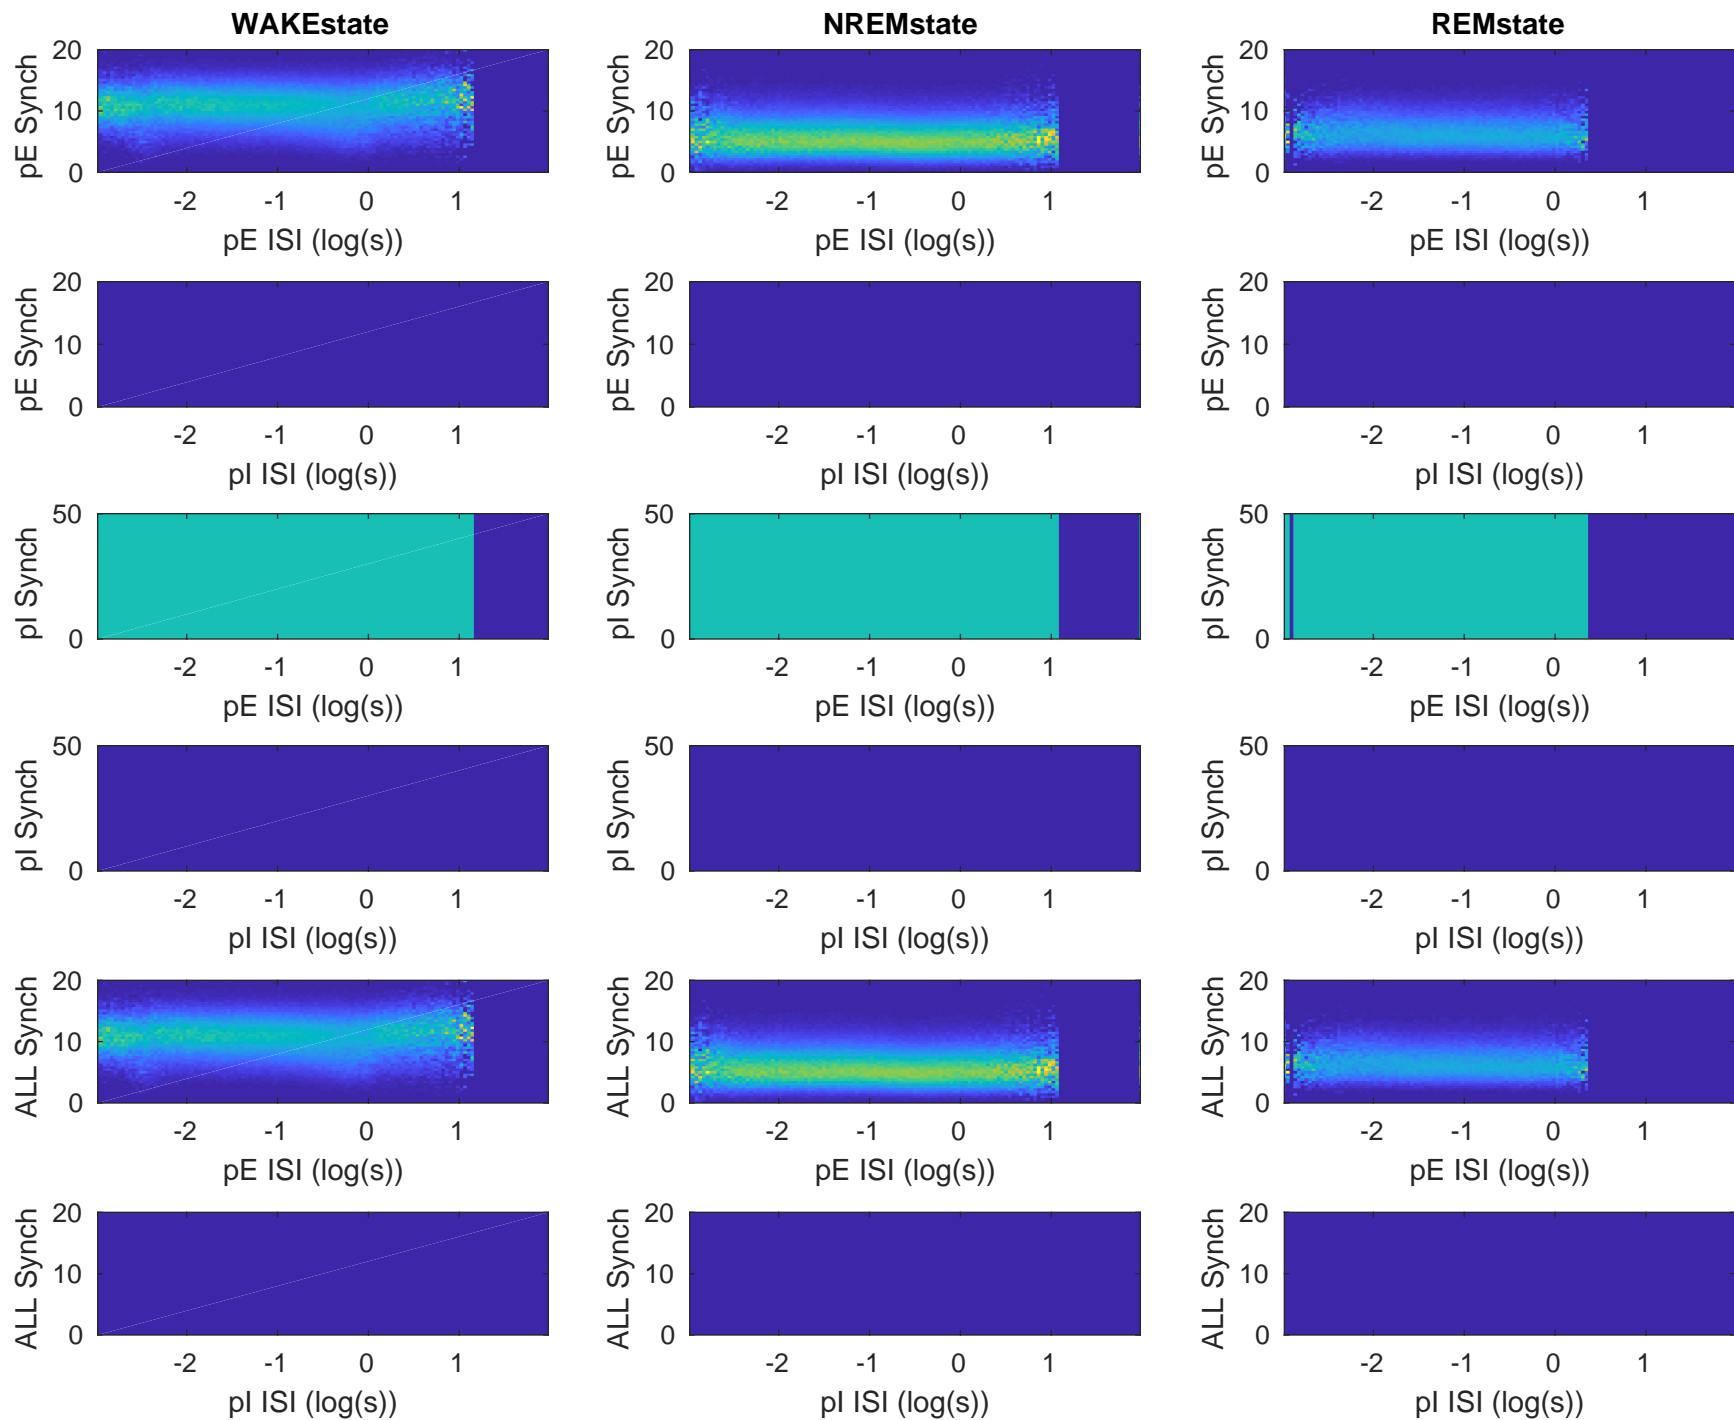 WAKEstate NREMstate REMstate
20 20 20
pE Synch pE Synch pE Synch
10 10 10
0 0 0
-2 -1 0 1 -2 -1 0 1 -2 -1 0 1
pE ISI (log(s)) pE ISI (log(s)) pE ISI (log(s))
20 20 20
pE Synch pE Synch pE Synch
10 10 10
0 0 0
-2 -1 0 1 -2 -1 0 1 -2 -1 0 1
pI ISI (log(s)) pI ISI (log(s)) pI ISI (log(s))
50 50 50
pI Synch pI Synch pI Synch
0 0 0
-2 -1 0 1 -2 -1 0 1 -2 -1 0 1
pE ISI (log(s)) pE ISI (log(s)) pE ISI (log(s))
50 50 50
pI Synch pI Synch pI Synch
0 0 0
-2 -1 0 1 -2 -1 0 1 -2 -1 0 1
pI ISI (log(s)) pI ISI (log(s)) pI ISI (log(s))
20 20 20
ALL Synch ALL Synch ALL Synch
10 10 10
0 0 0
-2 -1 0 1 -2 -1 0 1 -2 -1 0 1
pE ISI (log(s)) pE ISI (log(s)) pE ISI (log(s))
20 20 20
ALL Synch ALL Synch ALL Synch
10 10 10
0 0 0
-2 -1 0 1 -2 -1 0 1 -2 -1 0 1
pI ISI (log(s)) pI ISI (log(s)) pI ISI (log(s))